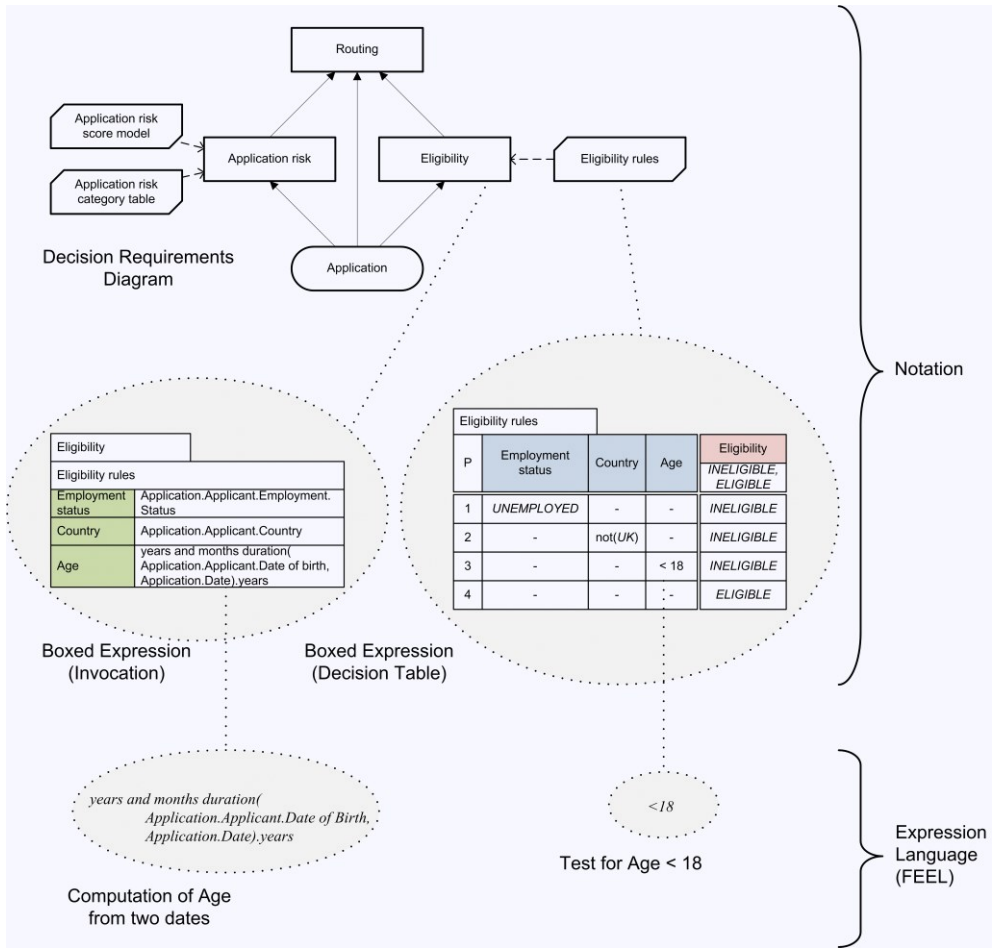 Routing
Application risk
score model
Application risk
category table
Application risk
Eligibility
Eligibility rules
Application
Decision Requirements
Diagram
Notation
Eligibility
Eligibility rules
Employment
status
Application.Applicant.Employment.
Status
Country
Application.Applicant.Country
Age
years and months duration(
Application.Applicant.Date of birth,
Application.Date).years
Boxed Expression
(Invocation)
Eligibility rules
P
Employment
status
Country
Age
Eligibility
INELIGIBLE,
ELIGIBLE
1 UNEMPLOYED - - INELIGIBLE
2 - not(UK) - INELIGIBLE
3 - - < 18 INELIGIBLE
4 - - - ELIGIBLE
Boxed Expression
(Decision Table)
years and months duration(
Application.Applicant.Date of Birth,
Application.Date).years
Computation of Age
from two dates
<18
Test for Age < 18
Expression
Language
(FEEL)